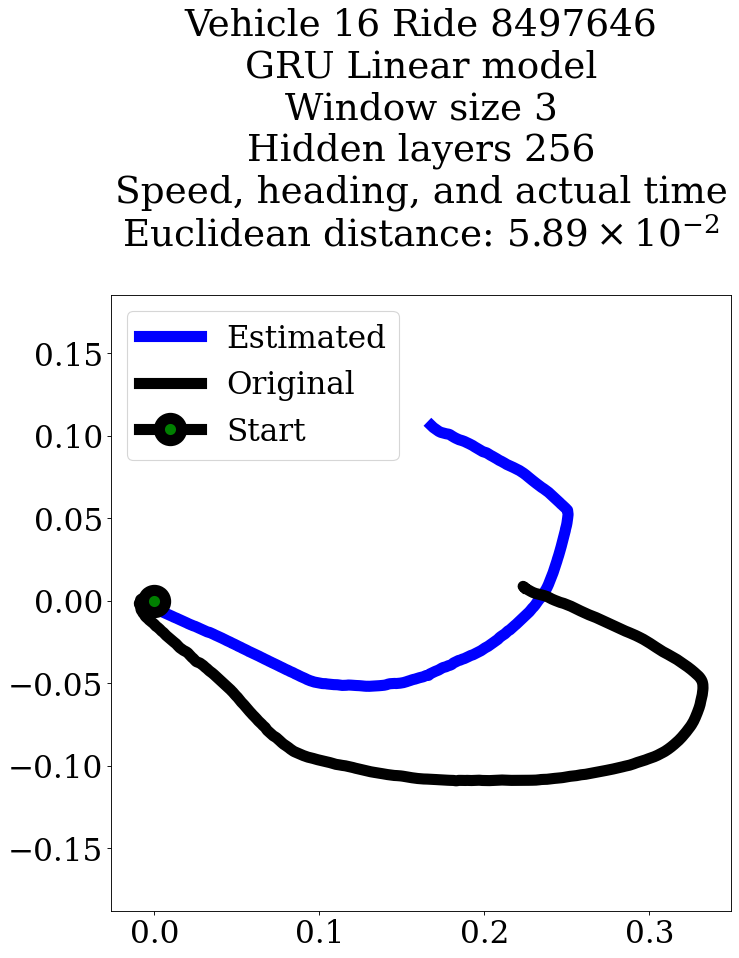 Vehicle 16 Ride 8497646
GRU Linear model
Window size 3
Hidden layers 256
Speed, heading, and actual time
Euclidean distance: 5.89 × 10⁻²
Estimated
Original
Start
0.15
0.10
0.05
0.00
−0.05
−0.10
−0.15
0.0 0.1 0.2 0.3